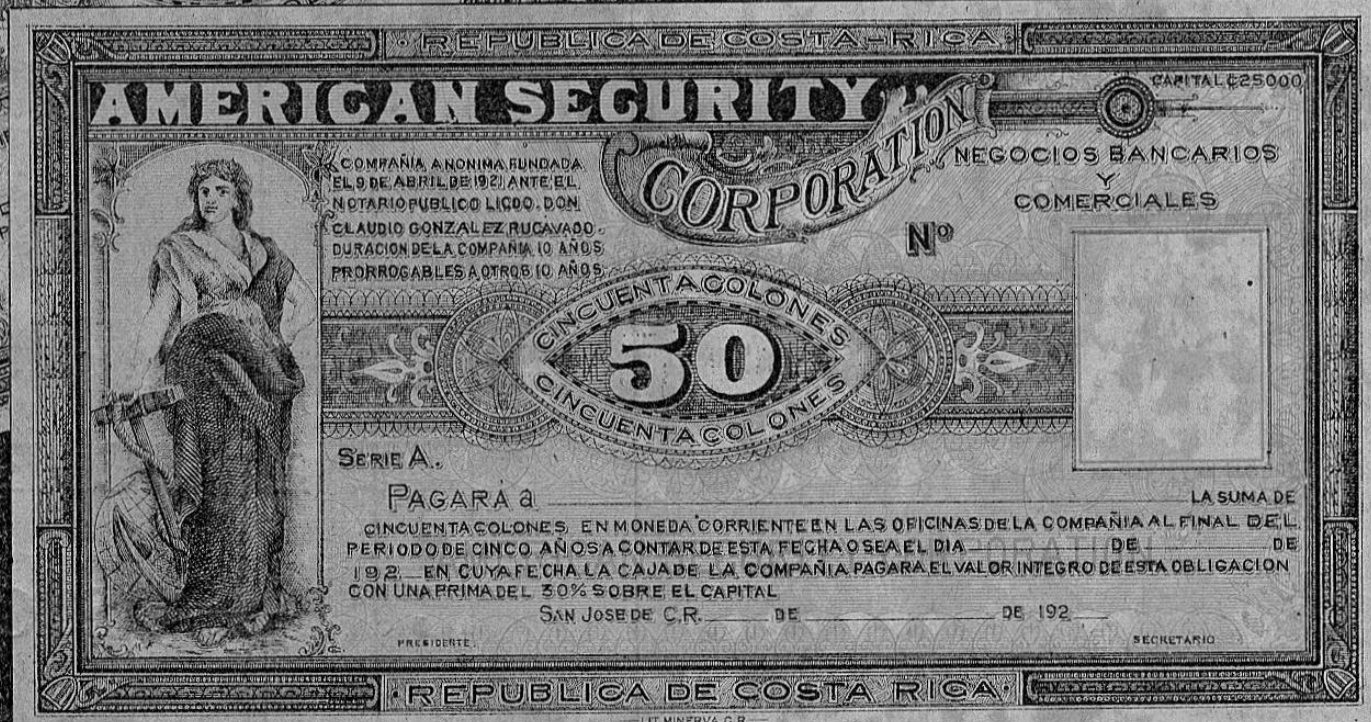 REPUBLICA DE COSTA-RICA
CAPITAL ₡25000
AMERICAN SECURITY
CORPORATION
COMPAÑIA ANONIMA FUNDADA
EL 9 DE ABRIL DE 1921 ANTE EL
NOTARIO PUBLICO LICDO. DON
CLAUDIO GONZALEZ RUCAVADO.
DURACION DE LA COMPAÑIA 10 AÑOS
PRORROGABLES A OTROS 10 AÑOS
NEGOCIOS BANCARIOS
Y
COMERCIALES
Nº
CINCUENTA COLONES
50
CINCUENTA COLONES
SERIE A.
PAGARÁ a LA SUMA DE
CINCUENTA COLONES EN MONEDA CORRIENTE EN LAS OFICINAS DE LA COMPAÑIA AL FINAL DEL
PERIODO DE CINCO AÑOS A CONTAR DE ESTA FECHA O SEA EL DIA DE DE
192 EN CUYA FECHA LA CAJA DE LA COMPAÑIA PAGARA EL VALOR INTEGRO DE ESTA OBLIGACION
CON UNA PRIMA DEL 30% SOBRE EL CAPITAL
SAN JOSE DE C.R. DE DE 192
PRESIDENTE
SECRETARIO
REPUBLICA DE COSTA RICA
LIT. MINERVA, C.R.